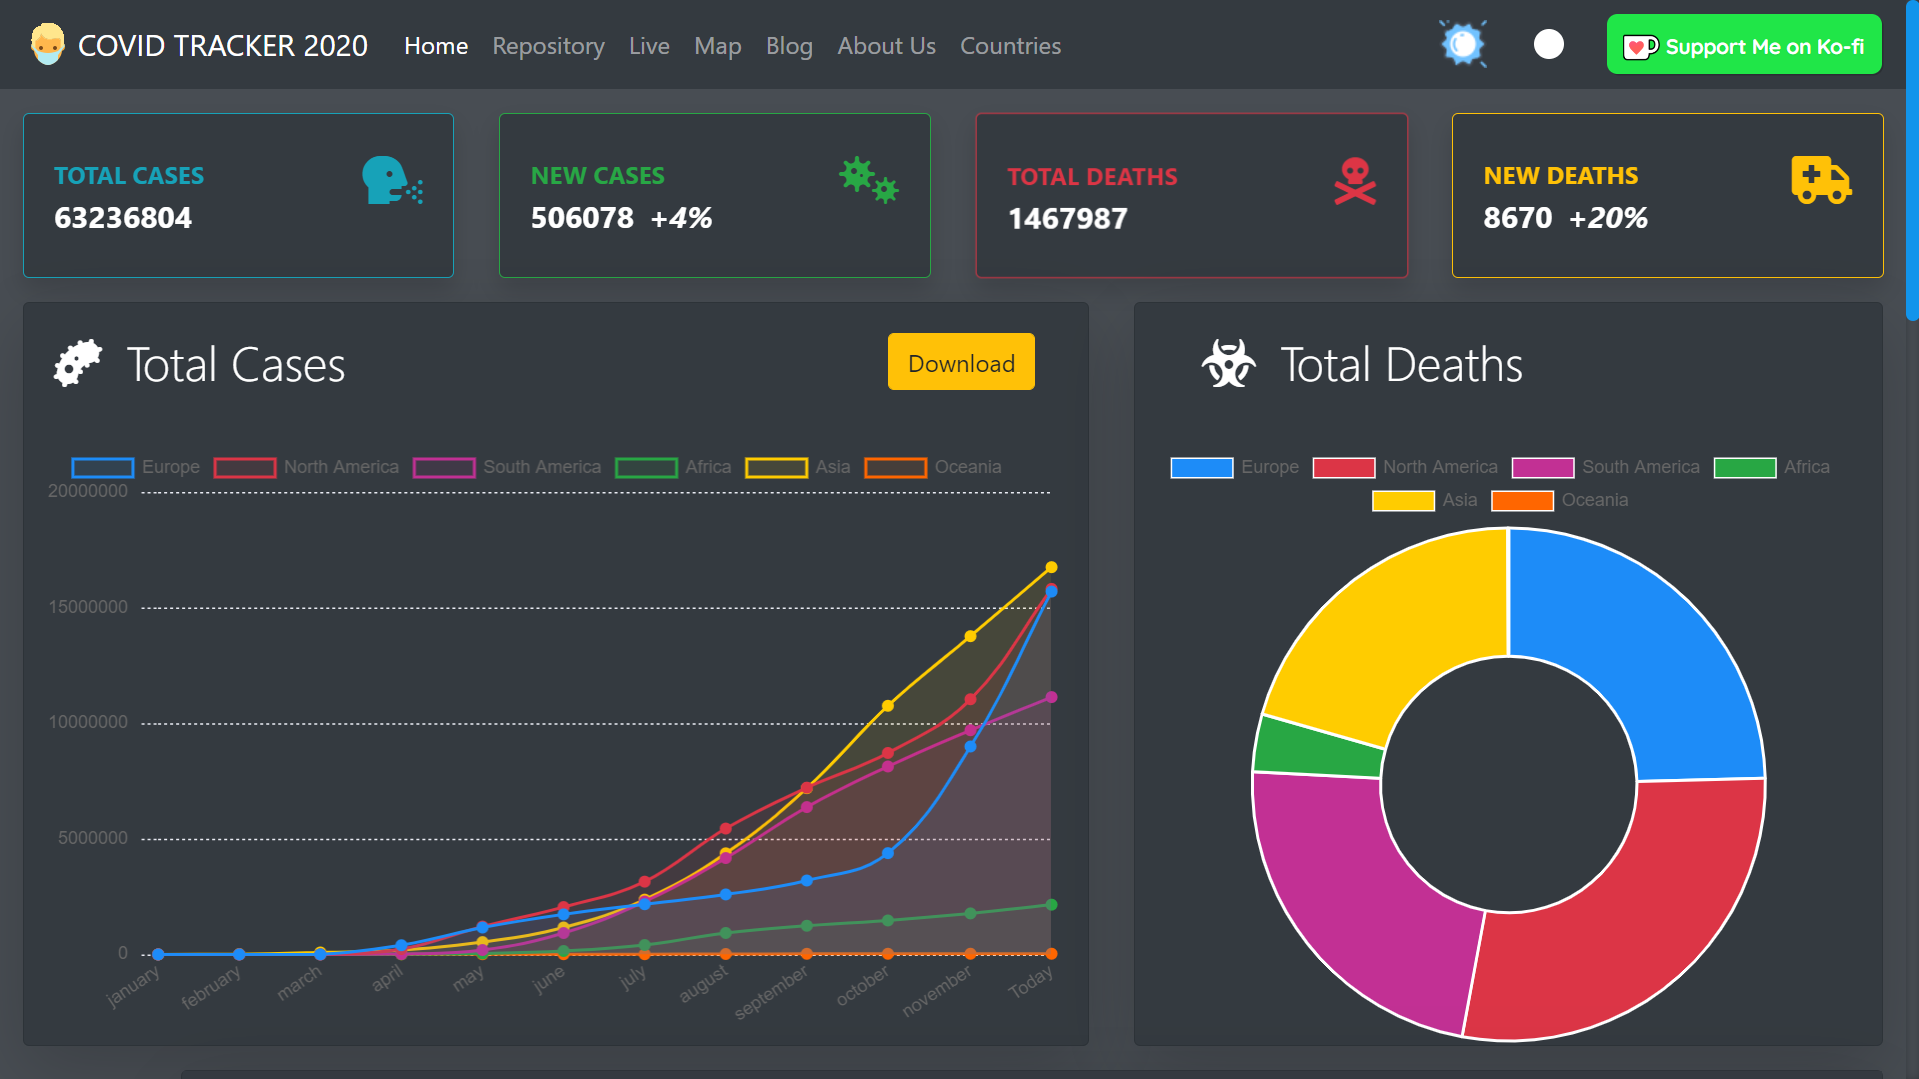 COVID TRACKER 2020 Home Repository Live Map Blog About Us Countries Support Me on Ko-fi
TOTAL CASES
63236804
NEW CASES
506078 +4%
TOTAL DEATHS
1467987
NEW DEATHS
8670 +20%
Total Cases
Download
Europe North America South America Africa Asia Oceania
20000000
15000000
10000000
5000000
0
january february march april may june july august september october november Today
Total Deaths
Europe North America South America Africa
Asia Oceania